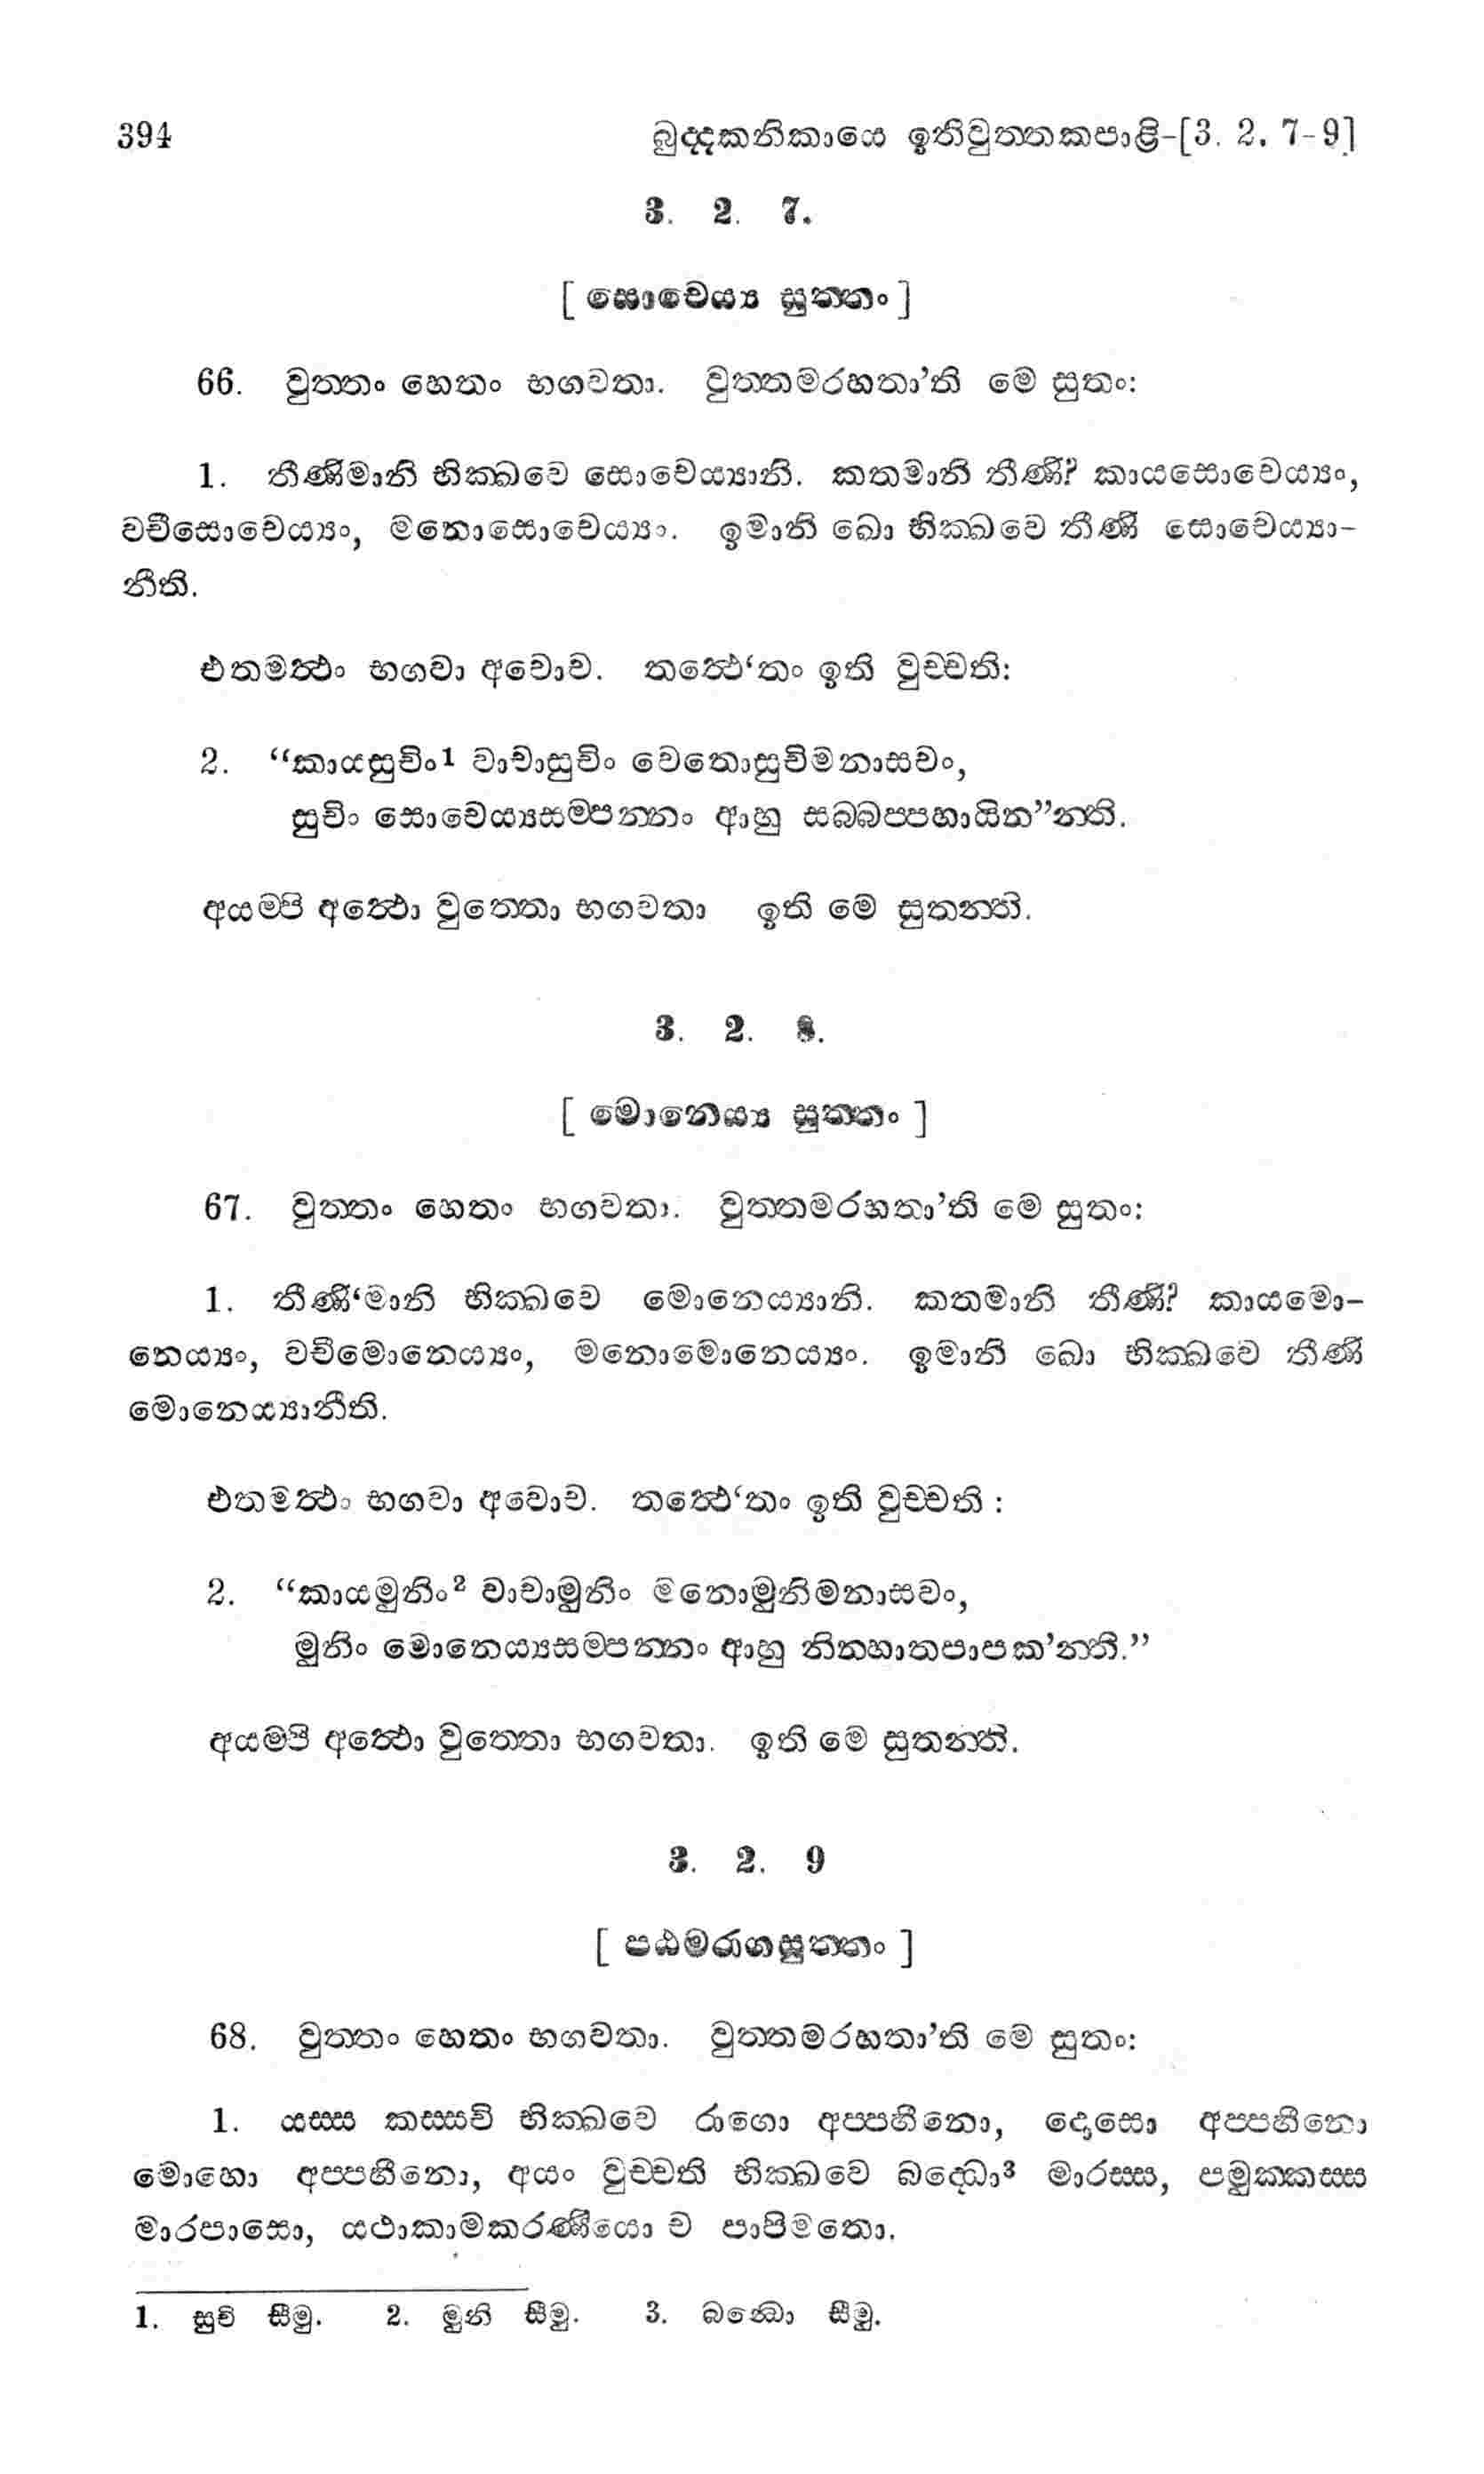 394 ඛුද්දකනිකායෙ ඉතිවුත්තකපාළි-[3. 2. 7-9]
3. 2. 7.
[ සොචෙය්‍ය සුත්තං ]
66. වුත්තං හෙතං භගවතා. වුත්තමරහතා’ති මෙ සුතං:
1. තීණිමානි භික්ඛවෙ සොචෙය්‍යානි. කතමානි තීණි? කායසොචෙය්‍යං,
වචීසොචෙය්‍යං, මනොසොචෙය්‍යං. ඉමානි ඛො භික්ඛවෙ තීණි සොචෙය්‍යා-
නීති.
එතමත්‍ථං භගවා අවොච. තත්‍ථෙ‘තං ඉති වුච්චති:
2. “කායසුචිං1 වාචාසුචිං චෙතොසුචිමනාසවං,
සුචිං සොචෙය්‍යසම්පන්නං ආහු සබ්බප්පහායින”න්ති.
අයම්පි අත්‍ථො වුත්තො භගවතා ඉති මෙ සුතන්ති.
3. 2. 8.
[ මොනෙය්‍ය සුත්තං ]
67. වුත්තං හෙතං භගවතා. වුත්තමරහතා’ති මෙ සුතං:
1. තීණි‘මානි භික්ඛවෙ මොනෙය්‍යානි. කතමානි තීණි? කායමො-
නෙය්‍යං, වචීමොනෙය්‍යං, මනොමොනෙය්‍යං. ඉමානි ඛො භික්ඛවෙ තීණි
මොනෙය්‍යානීති.
එතමත්‍ථං භගවා අවොච. තත්‍ථෙ‘තං ඉති වුච්චති :
2. “කායමුනිං2 වාචාමුනිං මනොමුනිමනාසවං,
මුනිං මොනෙය්‍යසම්පන්නං ආහු නින්හාතපාපක’න්ති.”
අයම්පි අත්‍ථො වුත්තො භගවතා. ඉති මෙ සුතන්ති.
3. 2. 9
[ පඨමරාගසුත්තං ]
68. වුත්තං හෙතං භගවතා. වුත්තමරහතා’ති මෙ සුතං:
1. යස්ස කස්සචි භික්ඛවෙ රාගො අප්පහීනො, දොසො අප්පහීනො
මොහො අප්පහීනො, අයං වුච්චති භික්ඛවෙ බද්ධො3 මාරස්ස, පමුක්කස්ස
මාරපාසො, යථාකාමකරණීයො ච පාපිමතො.
1. සුචි සීමු. 2. මුනි සීමු. 3. බන්‍ධො සීමු.